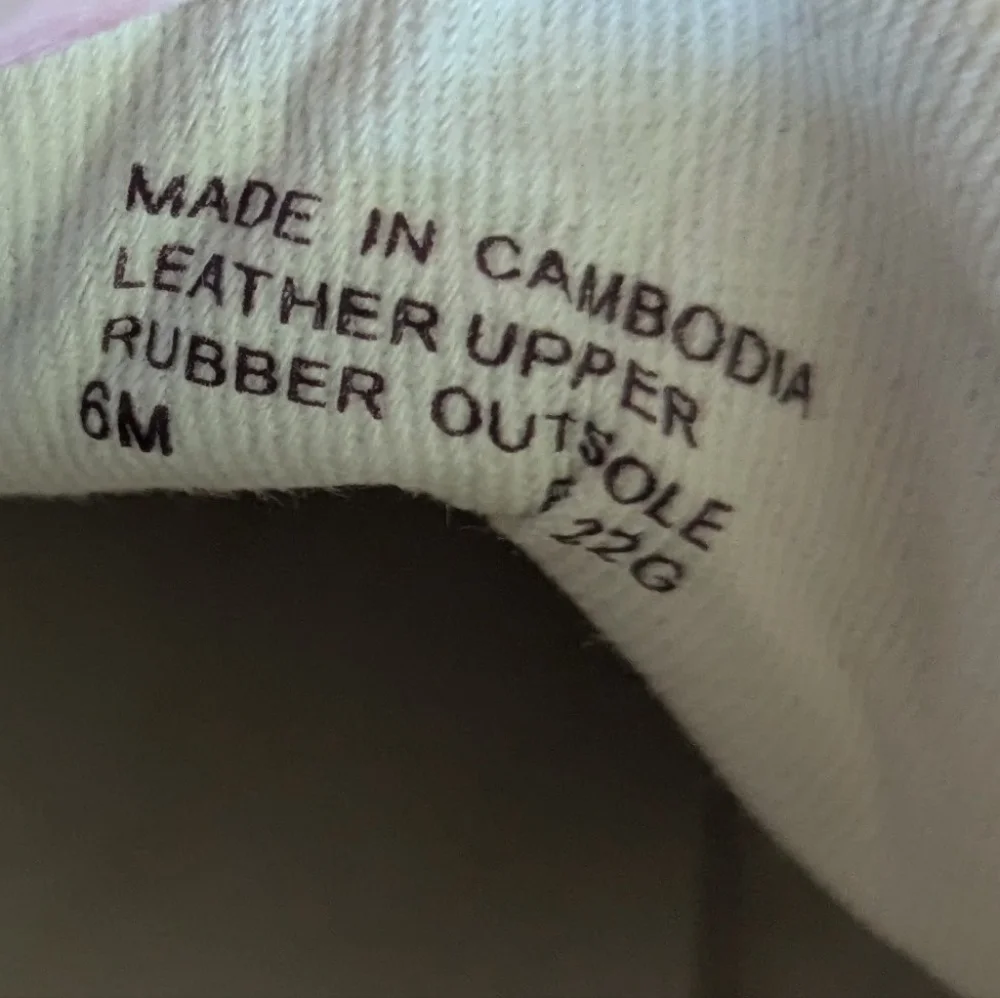 MADE IN CAMBODIA
LEATHER UPPER
RUBBER OUTSOLE
6M 22G